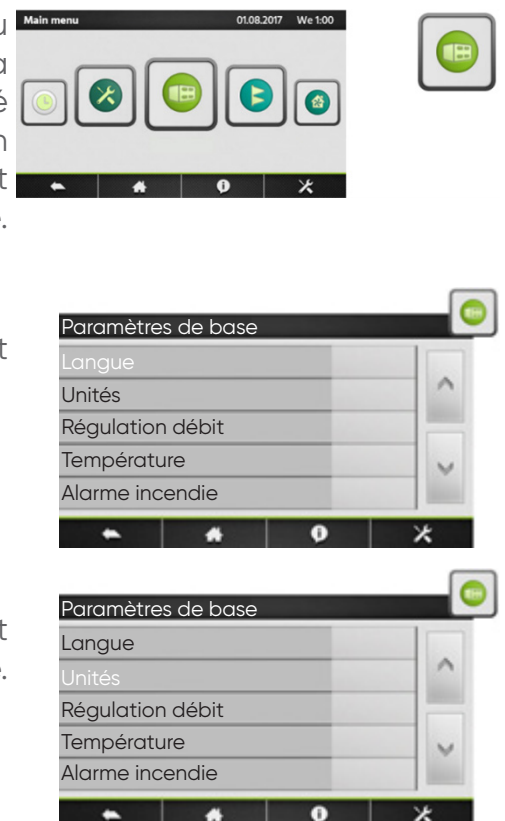 u
Main menu 01.08.2017 We 1:00
a
é
n
t
.
Paramètres de base
t
Langue
Unités
Régulation débit
Température
Alarme incendie
Paramètres de base
t
Langue
.
Unités
Régulation débit
Température
Alarme incendie